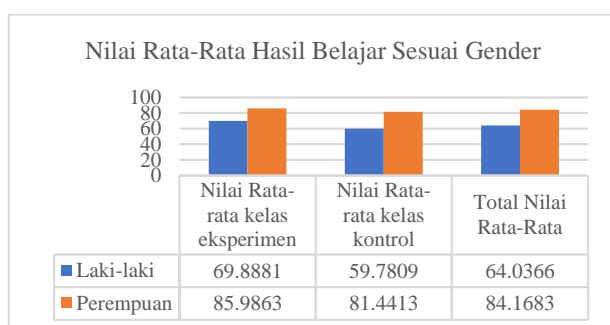 Nilai Rata-Rata Hasil Belajar Sesuai Gender
100
80
60
40
20
0
Nilai Rata-
rata kelas
eksperimen
Nilai Rata-
rata kelas
kontrol
Total Nilai
Rata-Rata
Laki-laki 69.8881 59.7809 64.0366
Perempuan 85.9863 81.4413 84.1683